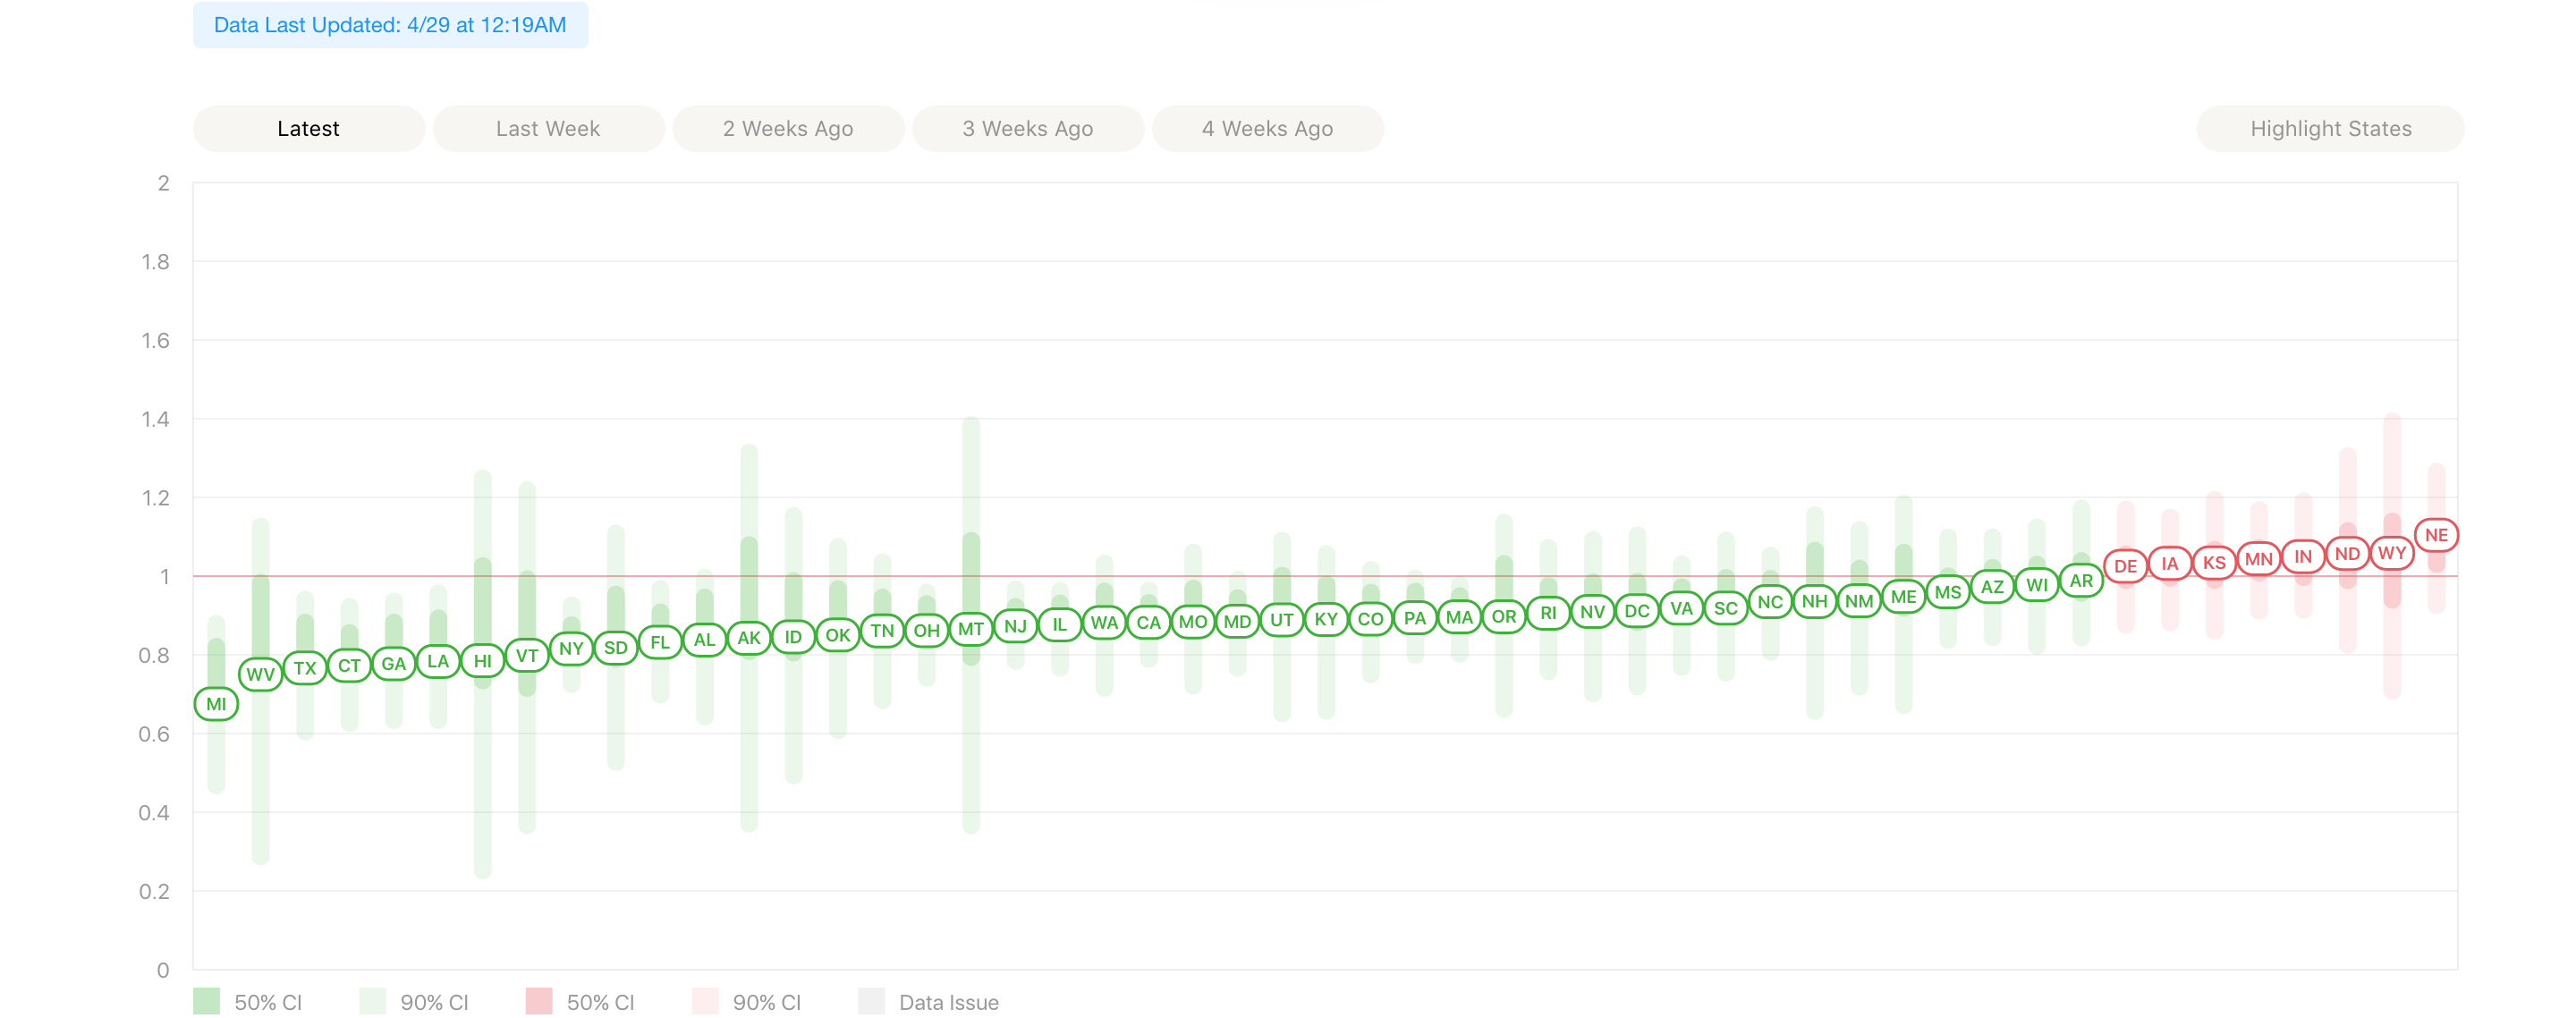 Data Last Updated: 4/29 at 12:19AM
Latest
Last Week
2 Weeks Ago
3 Weeks Ago
4 Weeks Ago
Highlight States
2
1.8
1.6
1.4
1.2
1
0.8
0.6
0.4
0.2
0
MI
WV
TX
CT
GA
LA
HI
VT
NY
SD
FL
AL
AK
ID
OK
TN
OH
MT
NJ
IL
WA
CA
MO
MD
UT
KY
CO
PA
MA
OR
RI
NV
DC
VA
SC
NC
NH
NM
ME
MS
AZ
WI
AR
DE
IA
KS
MN
IN
ND
WY
NE
50% CI
90% CI
50% CI
90% CI
Data Issue